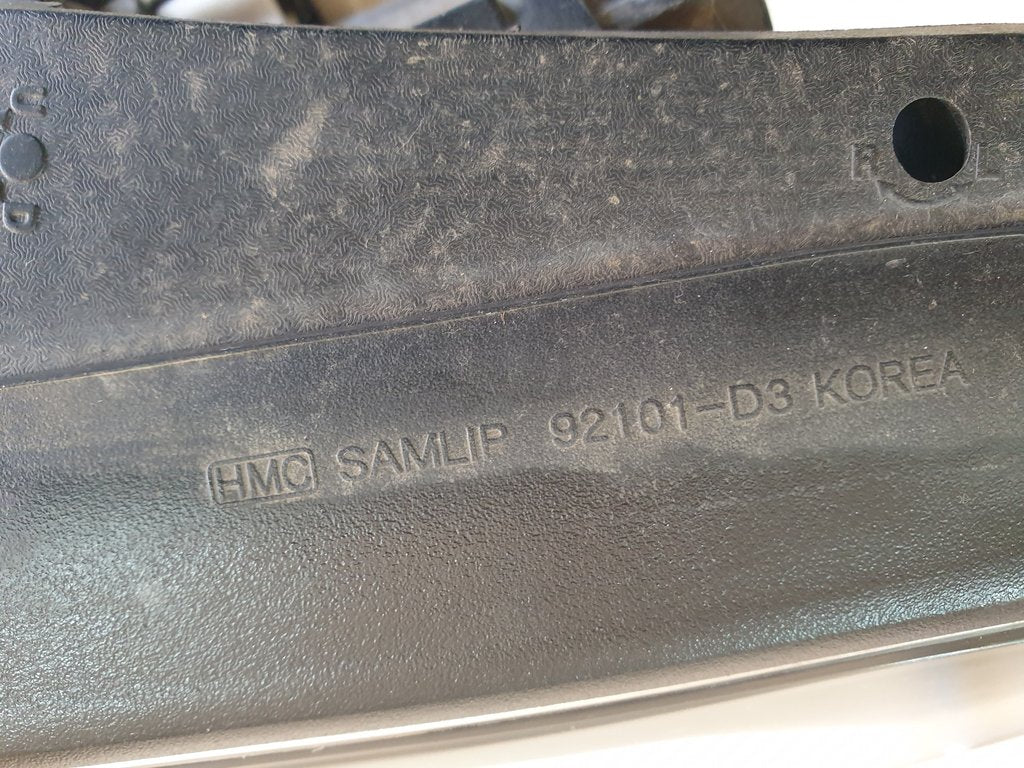 U
D
R L
HMC SAMLIP 92101-D3 KOREA